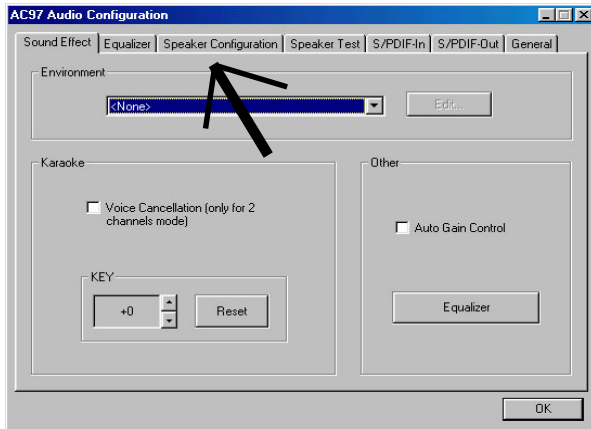 AC97 Audio Configuration
Sound Effect Equalizer Speaker Configuration Speaker Test S/PDIF-In S/PDIF-Out General
Environment
<None>
Edit...
Karaoke
Voice Cancellation (only for 2
channels mode)
KEY
+0
Reset
Other
Auto Gain Control
Equalizer
OK